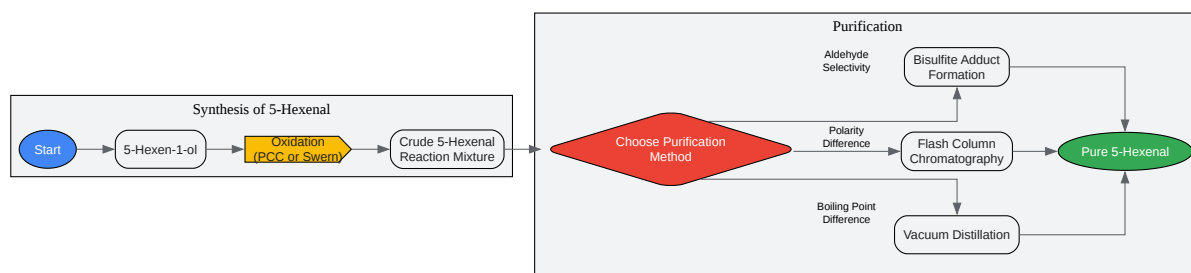 Purification
Synthesis of 5-Hexenal
Start
5-Hexen-1-ol
Oxidation
(PCC or Swern)
Crude 5-Hexenal
Reaction Mixture
Choose Purification
Method
Aldehyde
Selectivity
Bisulfite Adduct
Formation
Polarity
Difference
Flash Column
Chromatography
Boiling Point
Difference
Vacuum Distillation
Pure 5-Hexenal